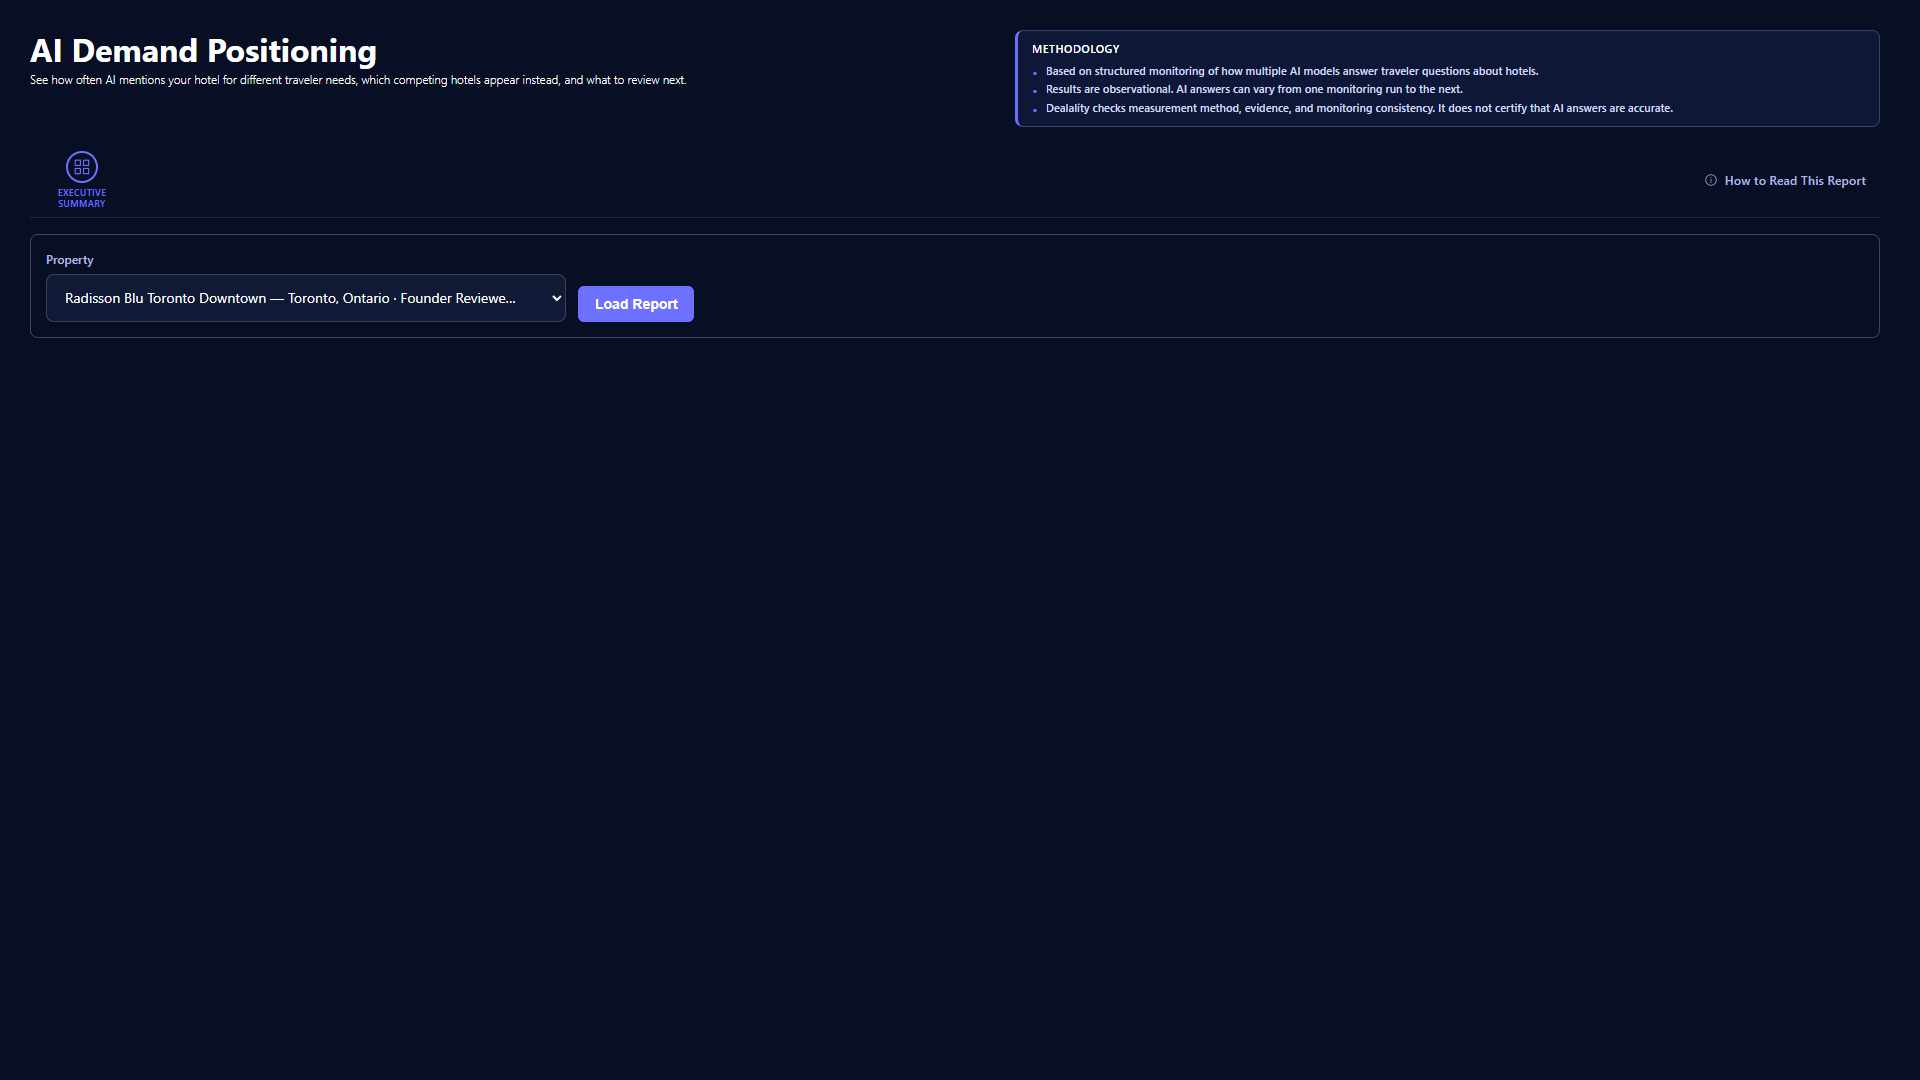 AI Demand Positioning
See how often AI mentions your hotel for different traveler needs, which competing hotels appear instead, and what to review next.
METHODOLOGY
• Based on structured monitoring of how multiple AI models answer traveler questions about hotels.
• Results are observational. AI answers can vary from one monitoring run to the next.
• Dealality checks measurement method, evidence, and monitoring consistency. It does not certify that AI answers are accurate.
EXECUTIVE
SUMMARY
How to Read This Report
Property
Radisson Blu Toronto Downtown — Toronto, Ontario · Founder Reviewe...
Load Report